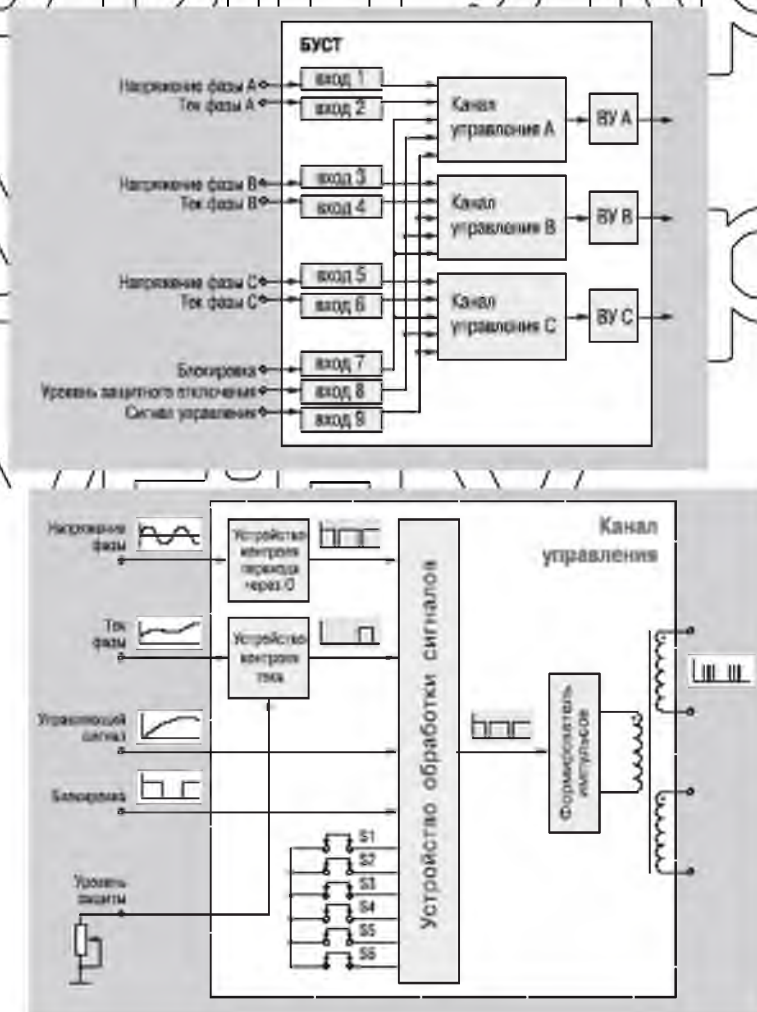 БУСТ
Напряжение фазы А
вход 1
Ток фазы А
вход 2
Канал
управления А
ВУ А
Напряжение фазы В
вход 3
Ток фазы В
вход 4
Канал
управления В
ВУ В
Напряжение фазы С
вход 5
Ток фазы С
вход 6
Канал
управления С
ВУ С
Блокировка
вход 7
Уровень защитного отключения
вход 8
Сигнал управления
вход 9
Канал
управления
Напряжение
фазы
Устройство
контроля
перехода
через 0
Ток
фазы
Устройство
контроля
тока
Управляющий
сигнал
Блокировка
Уровень
защиты
S1
S2
S3
S4
S5
S6
Устройство обработки сигналов
Формирователь
импульсов